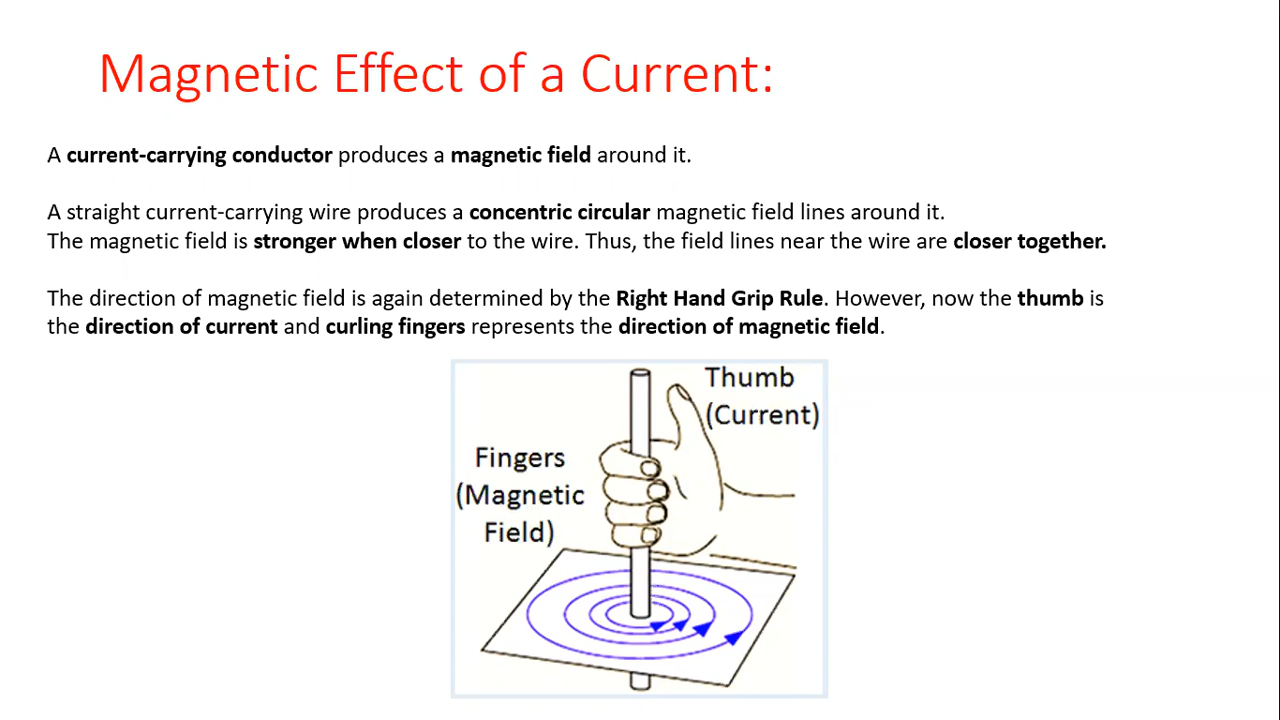 Magnetic Effect of a Current:
A current-carrying conductor produces a magnetic field around it.
A straight current-carrying wire produces a concentric circular magnetic field lines around it.
The magnetic field is stronger when closer to the wire. Thus, the field lines near the wire are closer together.
The direction of magnetic field is again determined by the Right Hand Grip Rule. However, now the thumb is
the direction of current and curling fingers represents the direction of magnetic field.
Thumb
(Current)
Fingers
(Magnetic
Field)